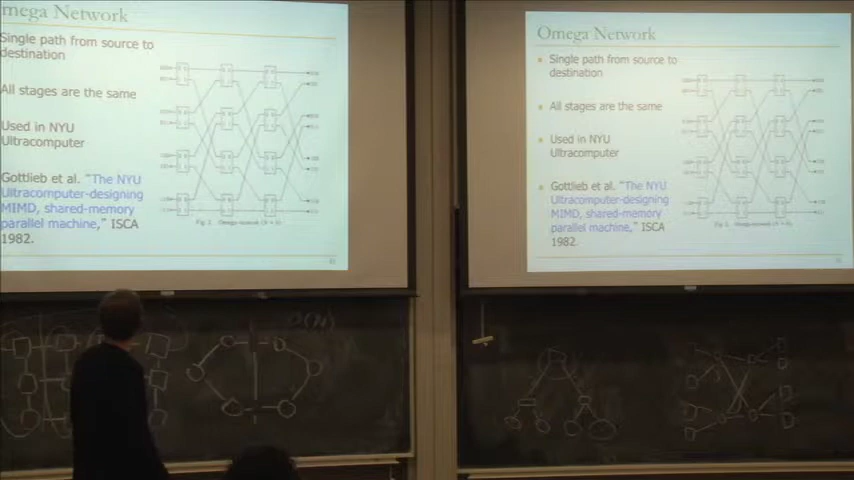 mega Network
Single path from source to
destination
All stages are the same
Used in NYU
Ultracomputer
Gottlieb et al. "The NYU
Ultracomputer-designing
MIMD, shared-memory
parallel machine," ISCA
1982.
Omega Network
Single path from source to
destination
All stages are the same
Used in NYU
Ultracomputer
Gottlieb et al. "The NYU
Ultracomputer-designing
MIMD, shared-memory
parallel machine," ISCA
1982.